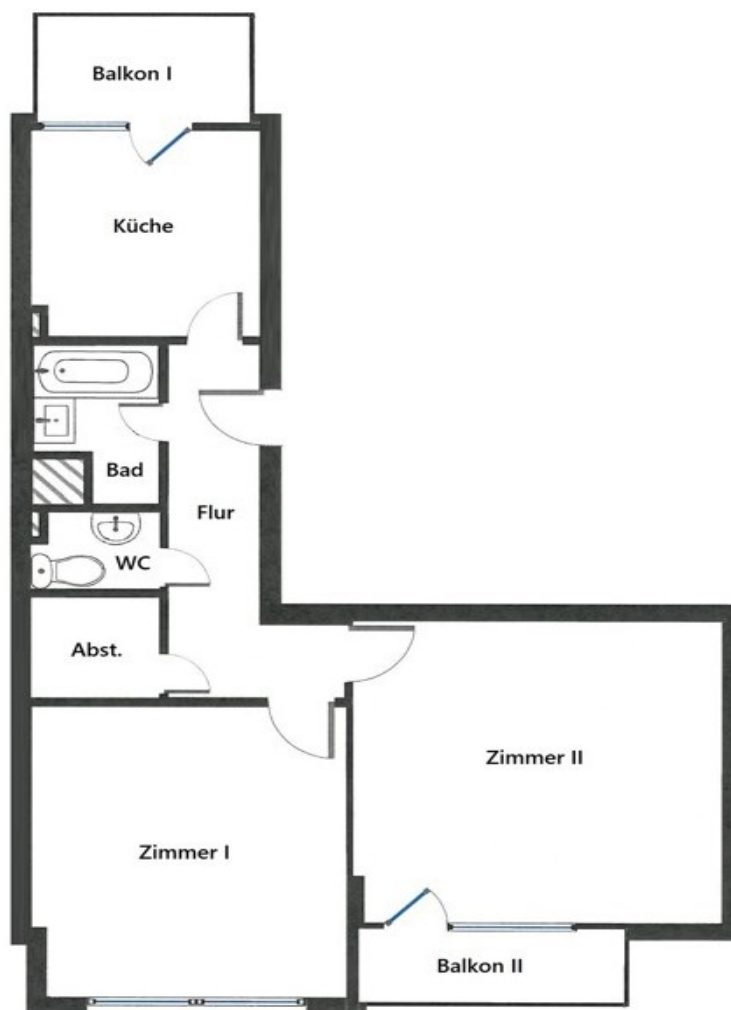 Balkon I
Küche
Bad
Flur
WC
Abst.
Zimmer II
Zimmer I
Balkon II